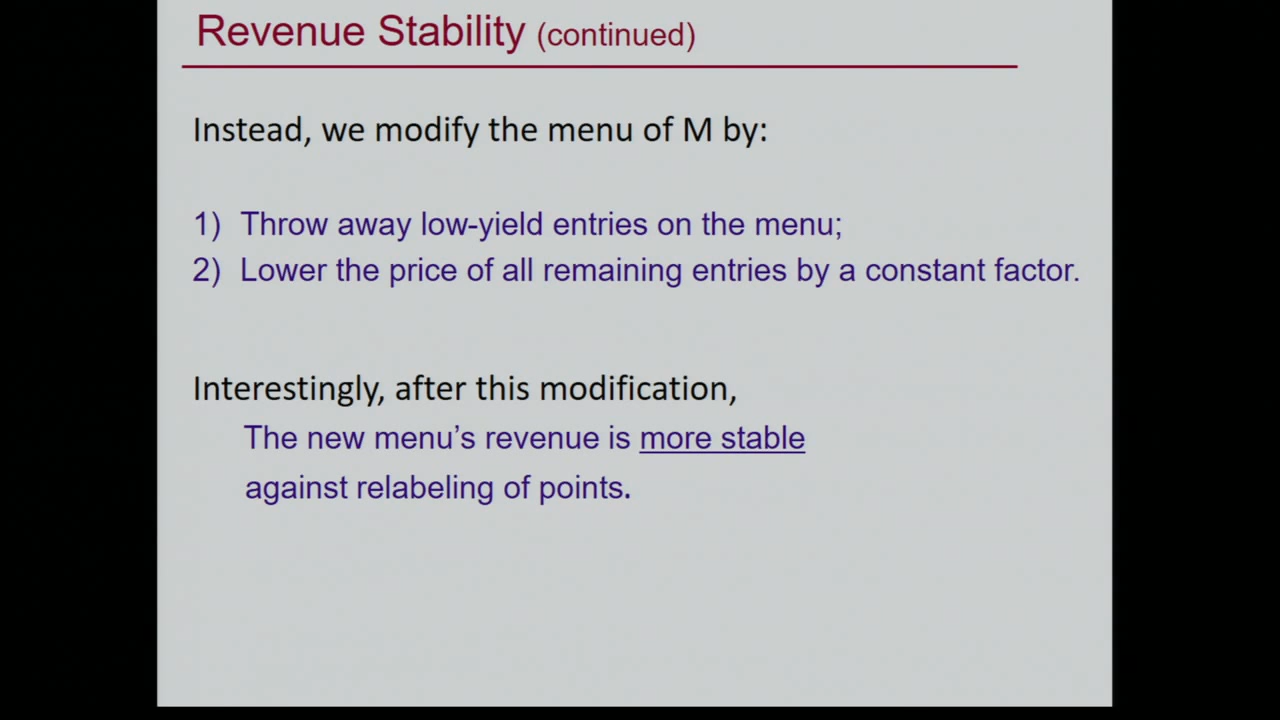 Revenue Stability (continued)
Instead, we modify the menu of M by:
1) Throw away low-yield entries on the menu;
2) Lower the price of all remaining entries by a constant factor.
Interestingly, after this modification,
The new menu's revenue is more stable
against relabeling of points.